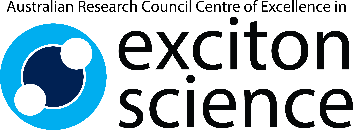 Australian Research Council Centre of Excellence in
exciton
science